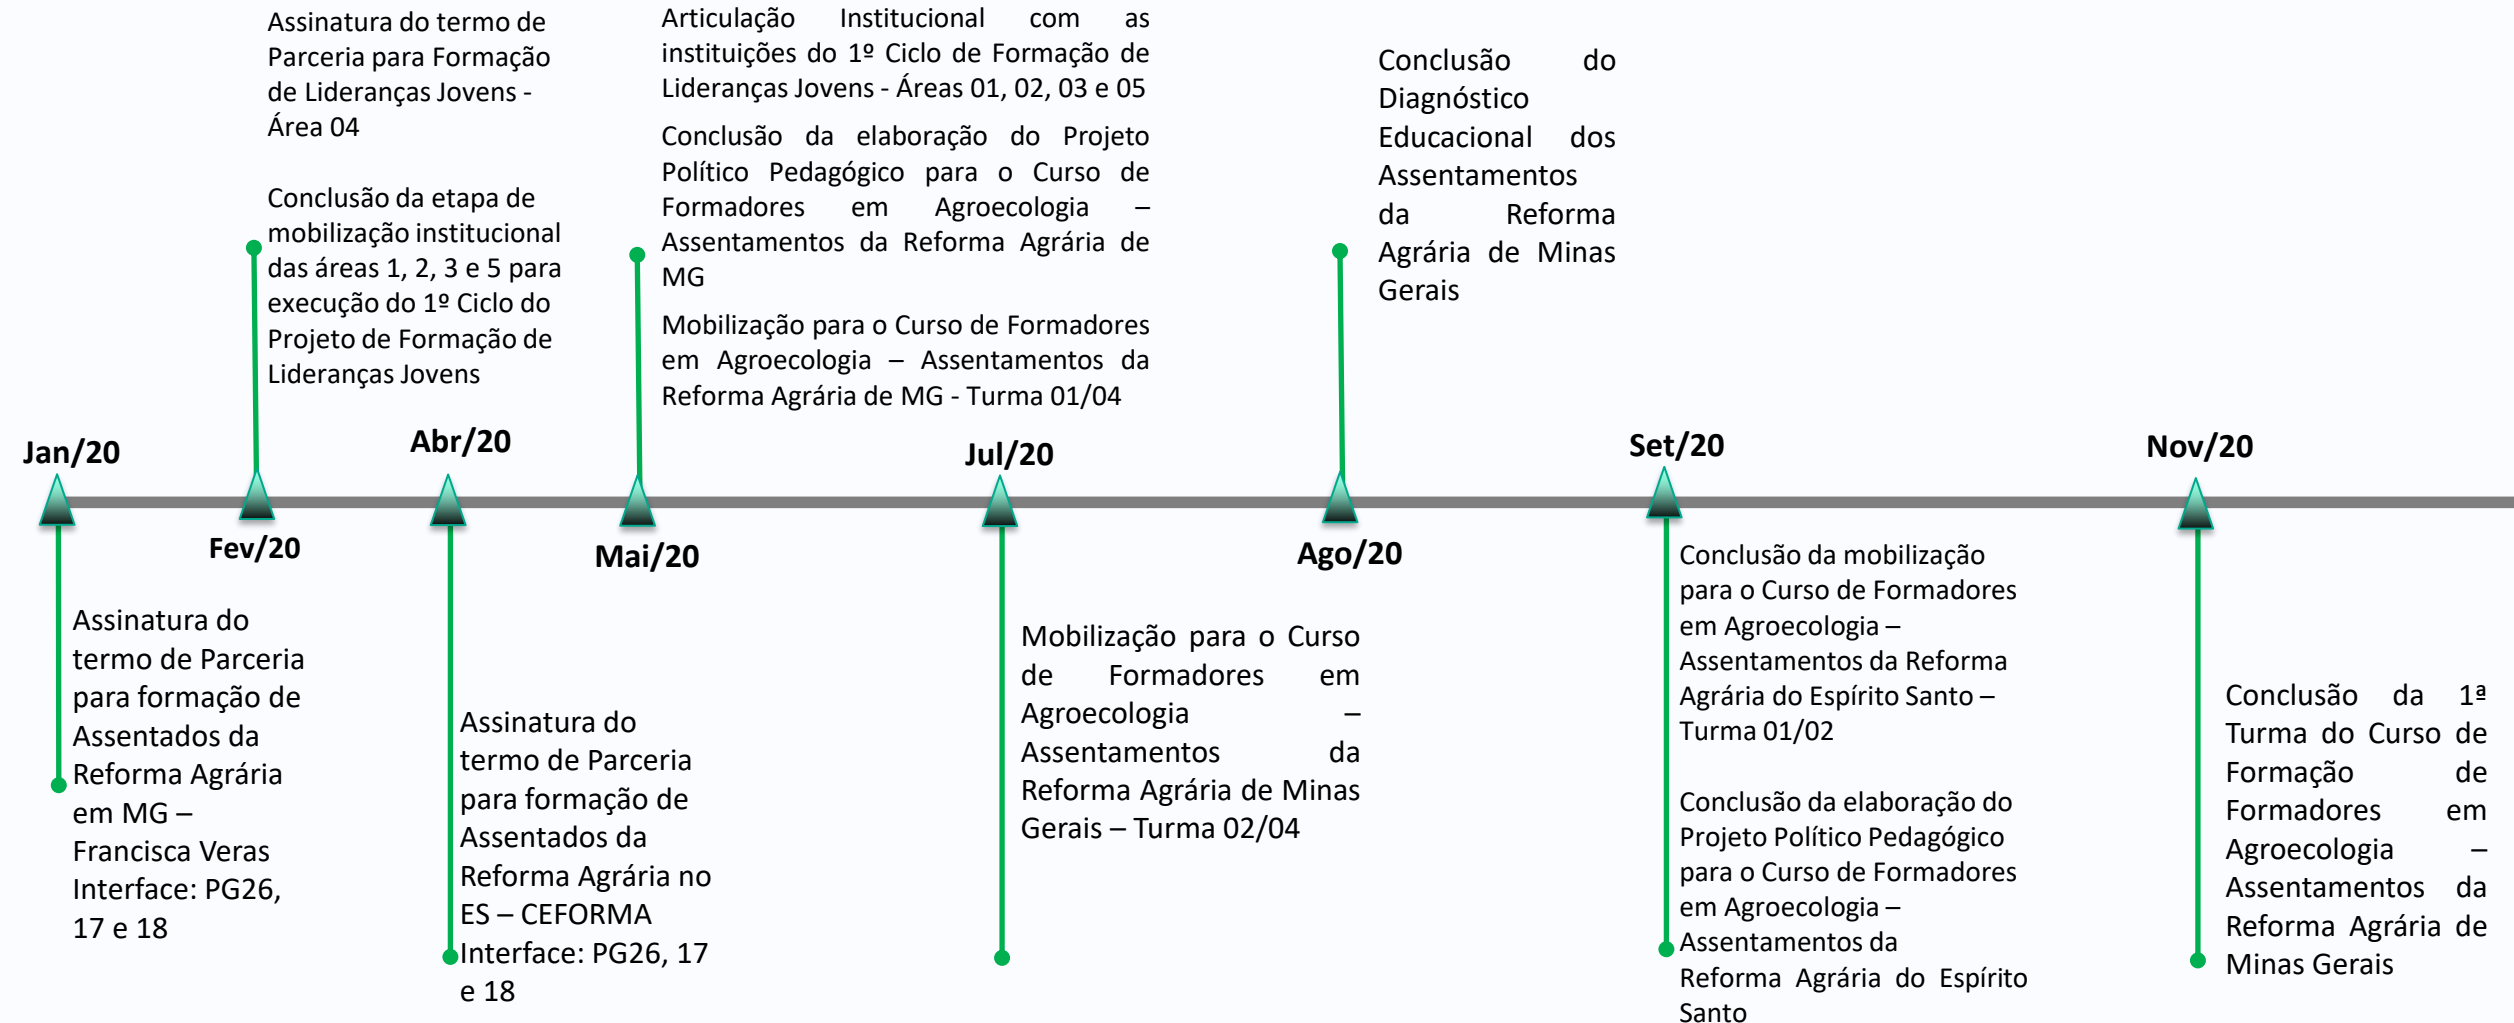 Jan/20
Assinatura do
termo de Parceria
para formação de
Assentados da
Reforma Agrária
em MG –
Francisca Veras
Interface: PG26,
17 e 18
Assinatura do termo de
Parceria para Formação
de Lideranças Jovens -
Área 04
Conclusão da etapa de
mobilização institucional
das áreas 1, 2, 3 e 5 para
execução do 1º Ciclo do
Projeto de Formação de
Lideranças Jovens
Fev/20
Abr/20
Assinatura do
termo de Parceria
para formação de
Assentados da
Reforma Agrária no
ES – CEFORMA
Interface: PG26, 17
e 18
Articulação Institucional com as
instituições do 1º Ciclo de Formação de
Lideranças Jovens - Áreas 01, 02, 03 e 05
Conclusão da elaboração do Projeto
Político Pedagógico para o Curso de
Formadores em Agroecologia –
Assentamentos da Reforma Agrária de
MG
Mobilização para o Curso de Formadores
em Agroecologia – Assentamentos da
Reforma Agrária de MG - Turma 01/04
Mai/20
Jul/20
Mobilização para o Curso
de Formadores em
Agroecologia –
Assentamentos da
Reforma Agrária de Minas
Gerais – Turma 02/04
Conclusão do
Diagnóstico
Educacional dos
Assentamentos
da Reforma
Agrária de Minas
Gerais
Ago/20
Set/20
Conclusão da mobilização
para o Curso de Formadores
em Agroecologia –
Assentamentos da Reforma
Agrária do Espírito Santo –
Turma 01/02
Conclusão da elaboração do
Projeto Político Pedagógico
para o Curso de Formadores
em Agroecologia –
Assentamentos da
Reforma Agrária do Espírito
Santo
Nov/20
Conclusão da 1ª
Turma do Curso de
Formação de
Formadores em
Agroecologia –
Assentamentos da
Reforma Agrária de
Minas Gerais